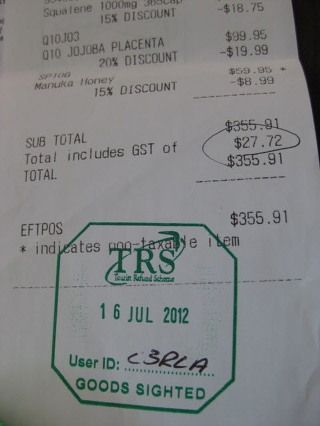 Squalene 1000mg 365cap
15% DISCOUNT -$18.75
Q10J03 $99.95
Q10 JOJOBA PLACENTA
20% DISCOUNT -$19.99
SP106 $59.95 *
Manuka Honey
15% DISCOUNT -$8.99
SUB TOTAL $355.91
Total includes GST of $27.72
TOTAL $355.91
EFTPOS $355.91
* indicates non-taxable item
TRS
Tourist Refund Scheme
16 JUL 2012
User ID: C3RLA
GOODS SIGHTED